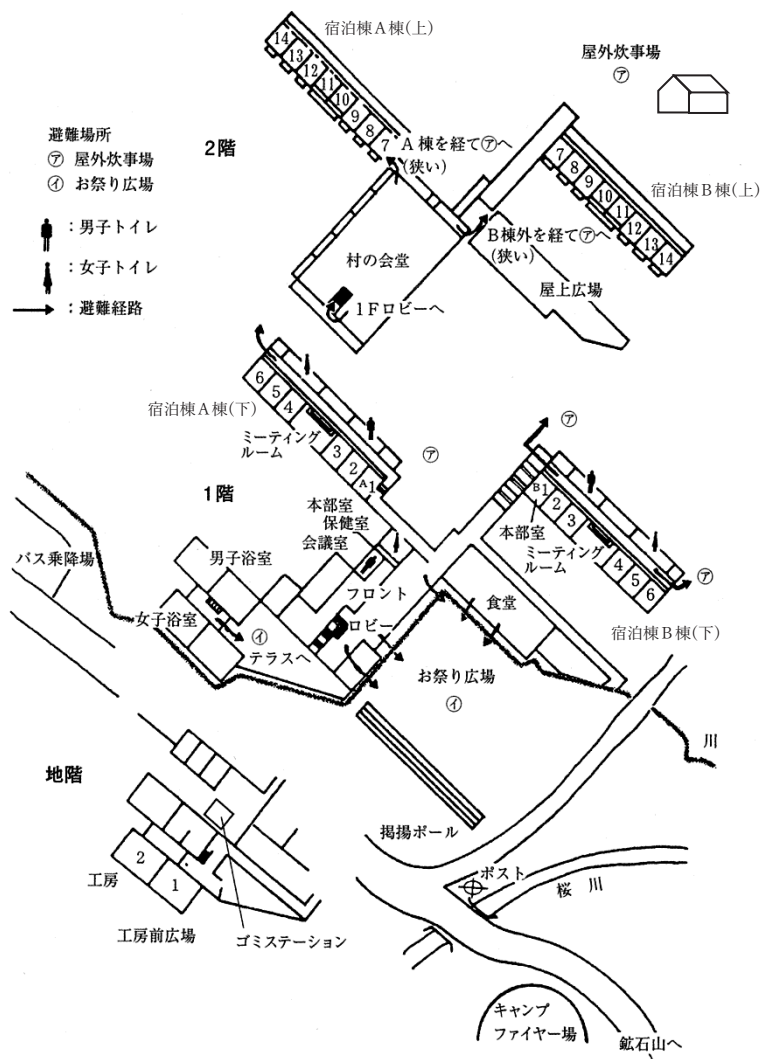 宿泊棟A棟(上)
14
13
12
11
10
9
8
7
屋外炊事場
㋐
避難場所
㋐ 屋外炊事場
㋑ お祭り広場
：男子トイレ
：女子トイレ
：避難経路
2階
A棟を経て㋐へ
(狭い)
7
8
9
10
11
12
13
14
宿泊棟B棟(上)
B棟外を経て㋐へ
(狭い)
村の会堂
屋上広場
1Fロビーへ
6
5
4
3
2
A1
宿泊棟A棟(下)
ミーティング
ルーム
㋐
㋐
1階
本部室
保健室
会議室
B1
2
3
4
5
6
本部室
ミーティング
ルーム
㋐
バス乗降場
男子浴室
フロント
食堂
女子浴室
㋑
ロビー
テラスへ
宿泊棟B棟(下)
お祭り広場
㋑
川
地階
掲揚ポール
ポスト
桜川
2
1
工房
工房前広場
ゴミステーション
キャンプ
ファイヤー場
鉱石山へ